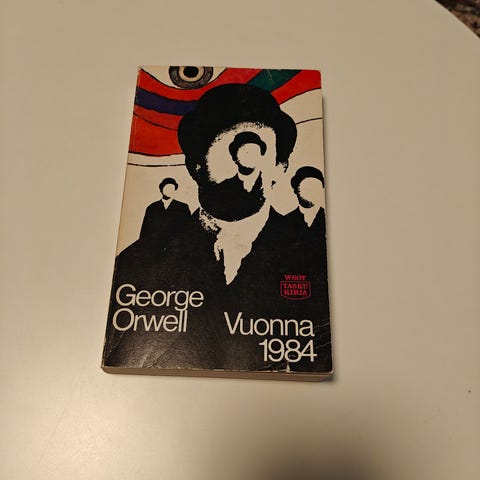 WSOY
TASKU
KIRJA
George
Orwell
Vuonna
1984